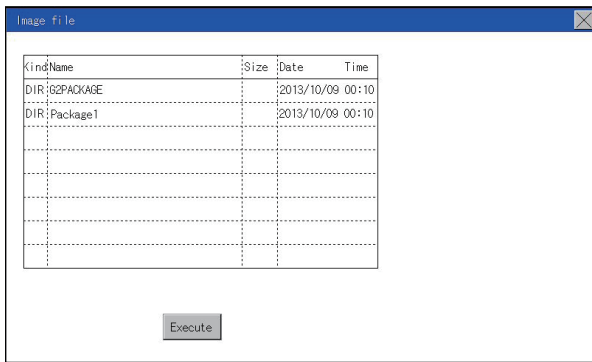 Image file
Kind Name Size Date Time
DIR G2PACKAGE 2013/10/09 00:10
DIR Package1 2013/10/09 00:10
Execute